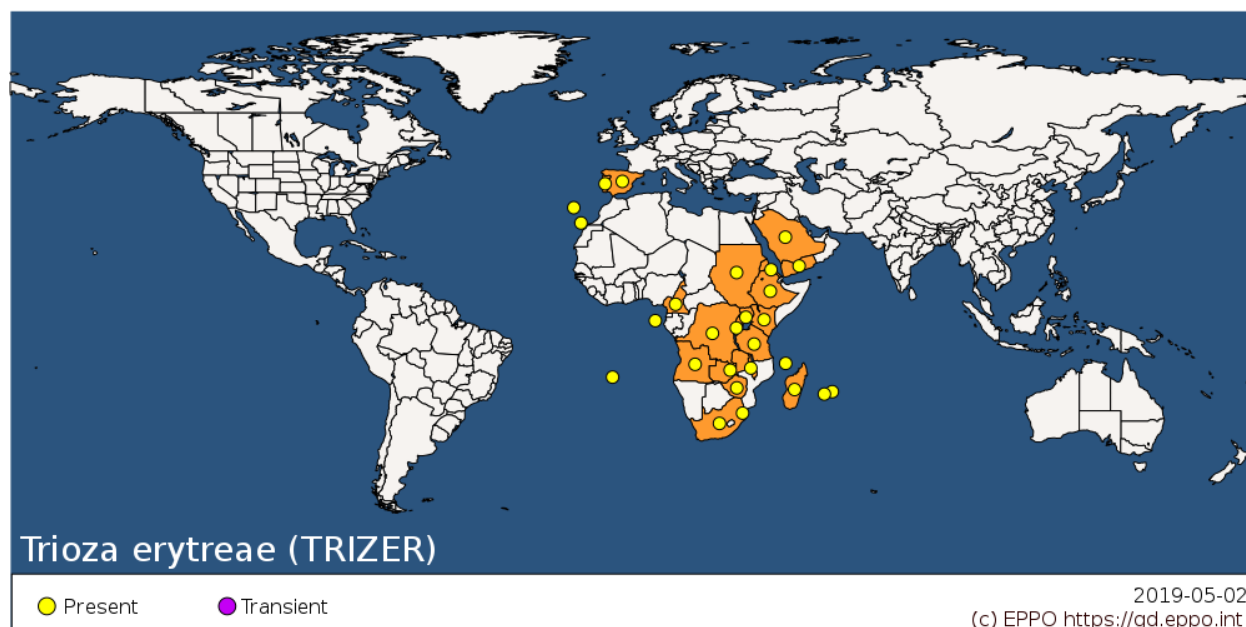 Trioza erytreae (TRIZER)
Present
Transient
2019-05-02
(c) EPPO https://gd.eppo.int